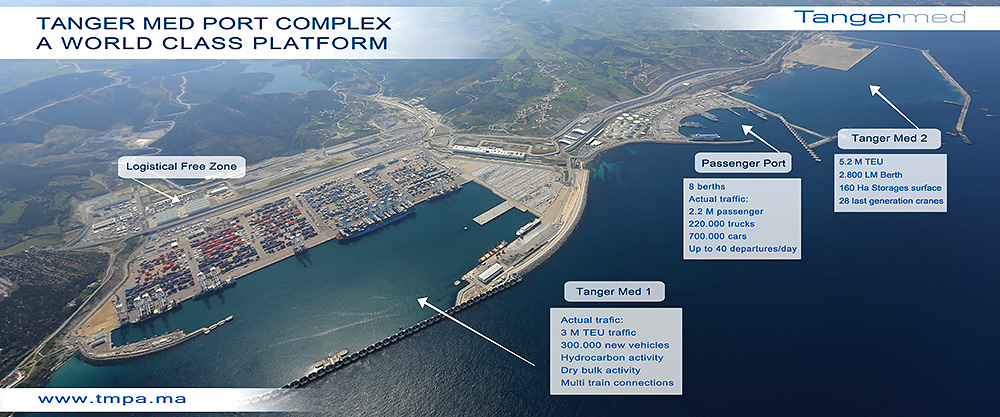 TANGER MED PORT COMPLEX
A WORLD CLASS PLATFORM
Tangermed
Logistical Free Zone
Passenger Port
8 berths
Actual traffic:
2.2 M passenger
220.000 trucks
700.000 cars
Up to 40 departures/day
Tanger Med 2
5.2 M TEU
2.800 LM Berth
160 Ha Storages surface
28 last generation cranes
Tanger Med 1
Actual trafic:
3 M TEU traffic
300.000 new vehicles
Hydrocarbon activity
Dry bulk activity
Multi train connections
www.tmpa.ma